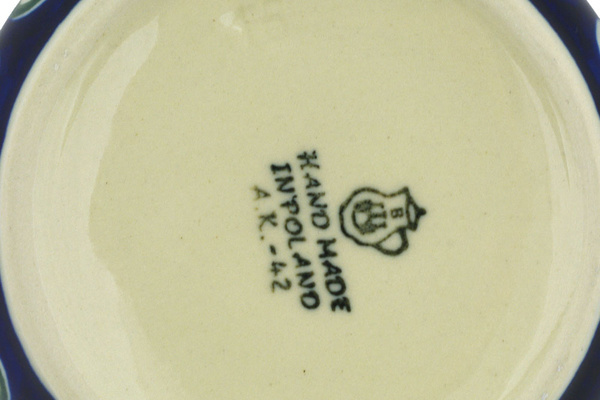 B
HAND MADE
IN POLAND
A.K.-42